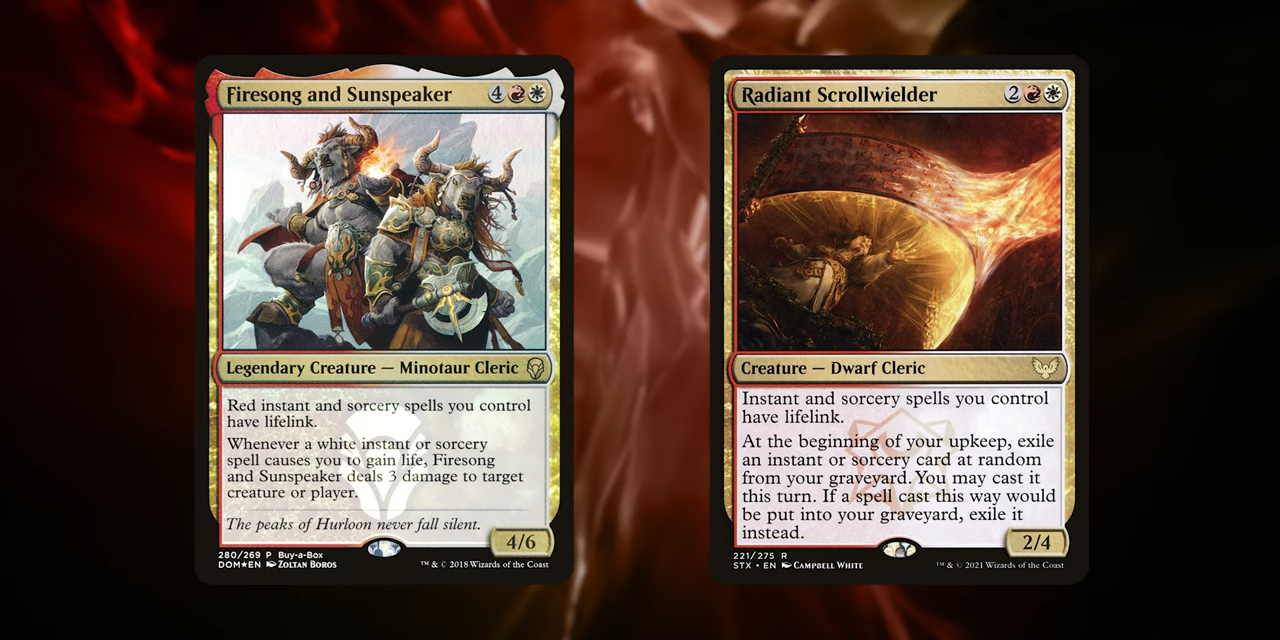 Firesong and Sunspeaker 4
Legendary Creature — Minotaur Cleric
Red instant and sorcery spells you control
have lifelink.
Whenever a white instant or sorcery
spell causes you to gain life, Firesong
and Sunspeaker deals 3 damage to target
creature or player.
The peaks of Hurloon never fall silent.
4/6
280/269 P Buy-a-Box
DOM★EN Zoltan Boros
™ & © 2018 Wizards of the Coast
Radiant Scrollwielder 2
Creature — Dwarf Cleric
Instant and sorcery spells you control
have lifelink.
At the beginning of your upkeep, exile
an instant or sorcery card at random
from your graveyard. You may cast it
this turn. If a spell cast this way would
be put into your graveyard, exile it
instead.
2/4
221/275 R
STX • EN Campbell White
™ & © 2021 Wizards of the Coast